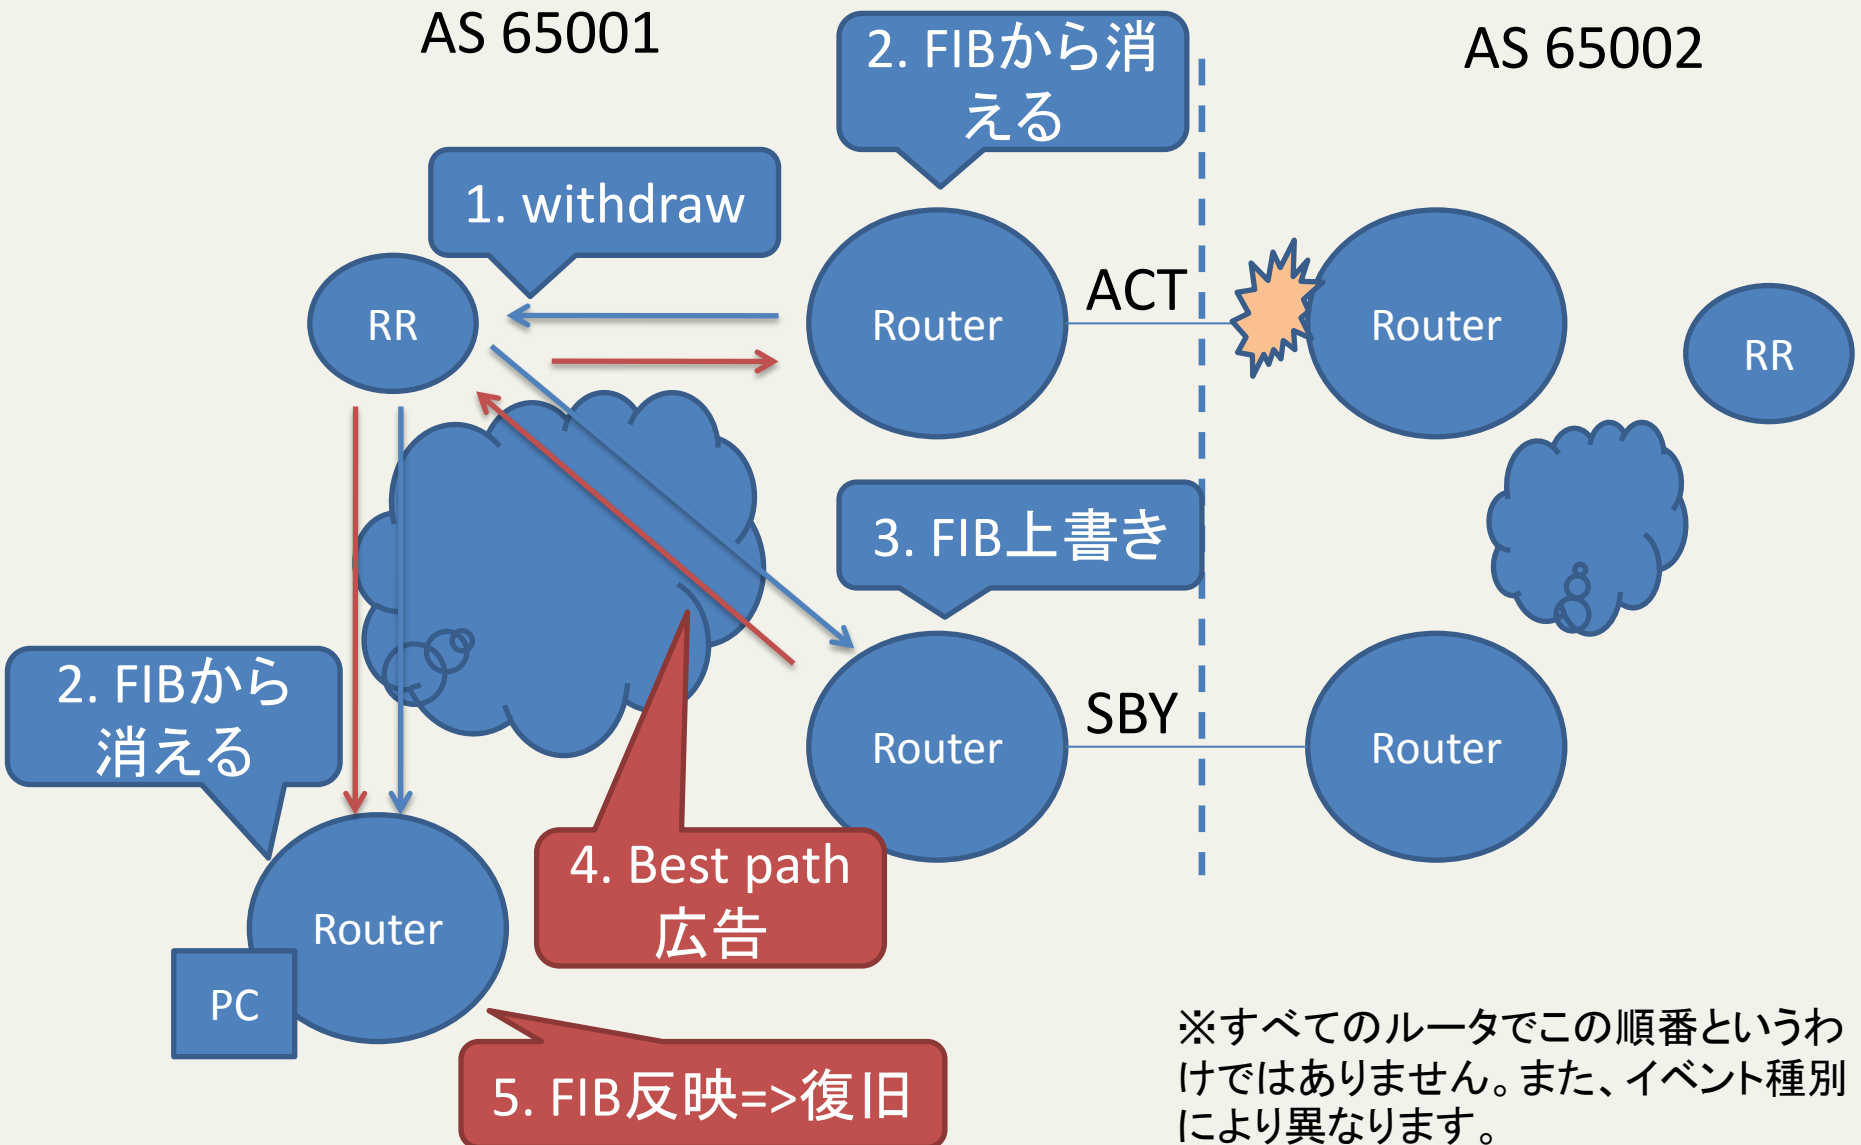 AS 65001
2. FIBから消
える
AS 65002
1. withdraw
RR
Router
ACT
Router
RR
3. FIB上書き
2. FIBから
消える
Router
SBY
Router
4. Best path
広告
Router
PC
5. FIB反映=>復旧
※すべてのルータでこの順番というわ
けではありません。また、イベント種別
により異なります。